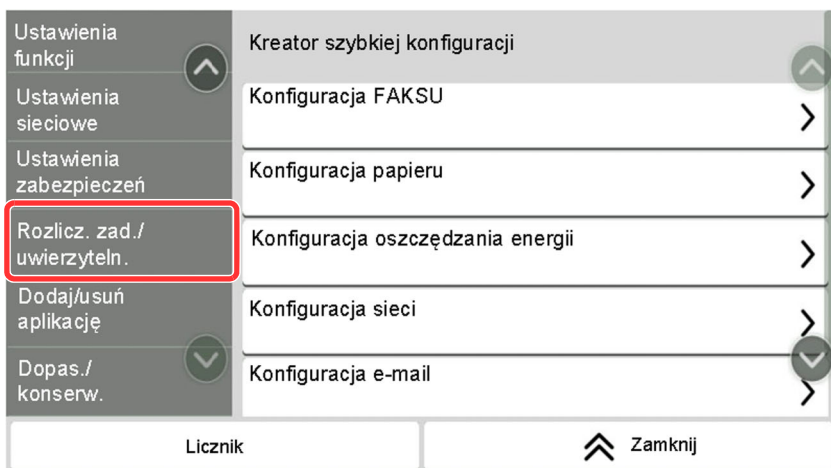 Ustawienia
funkcji
Ustawienia
sieciowe
Ustawienia
zabezpieczeń
Rozlicz. zad./
uwierzyteln.
Dodaj/usuń
aplikację
Dopas./
konserw.
Kreator szybkiej konfiguracji
Konfiguracja FAKSU
Konfiguracja papieru
Konfiguracja oszczędzania energii
Konfiguracja sieci
Konfiguracja e-mail
Licznik
Zamknij